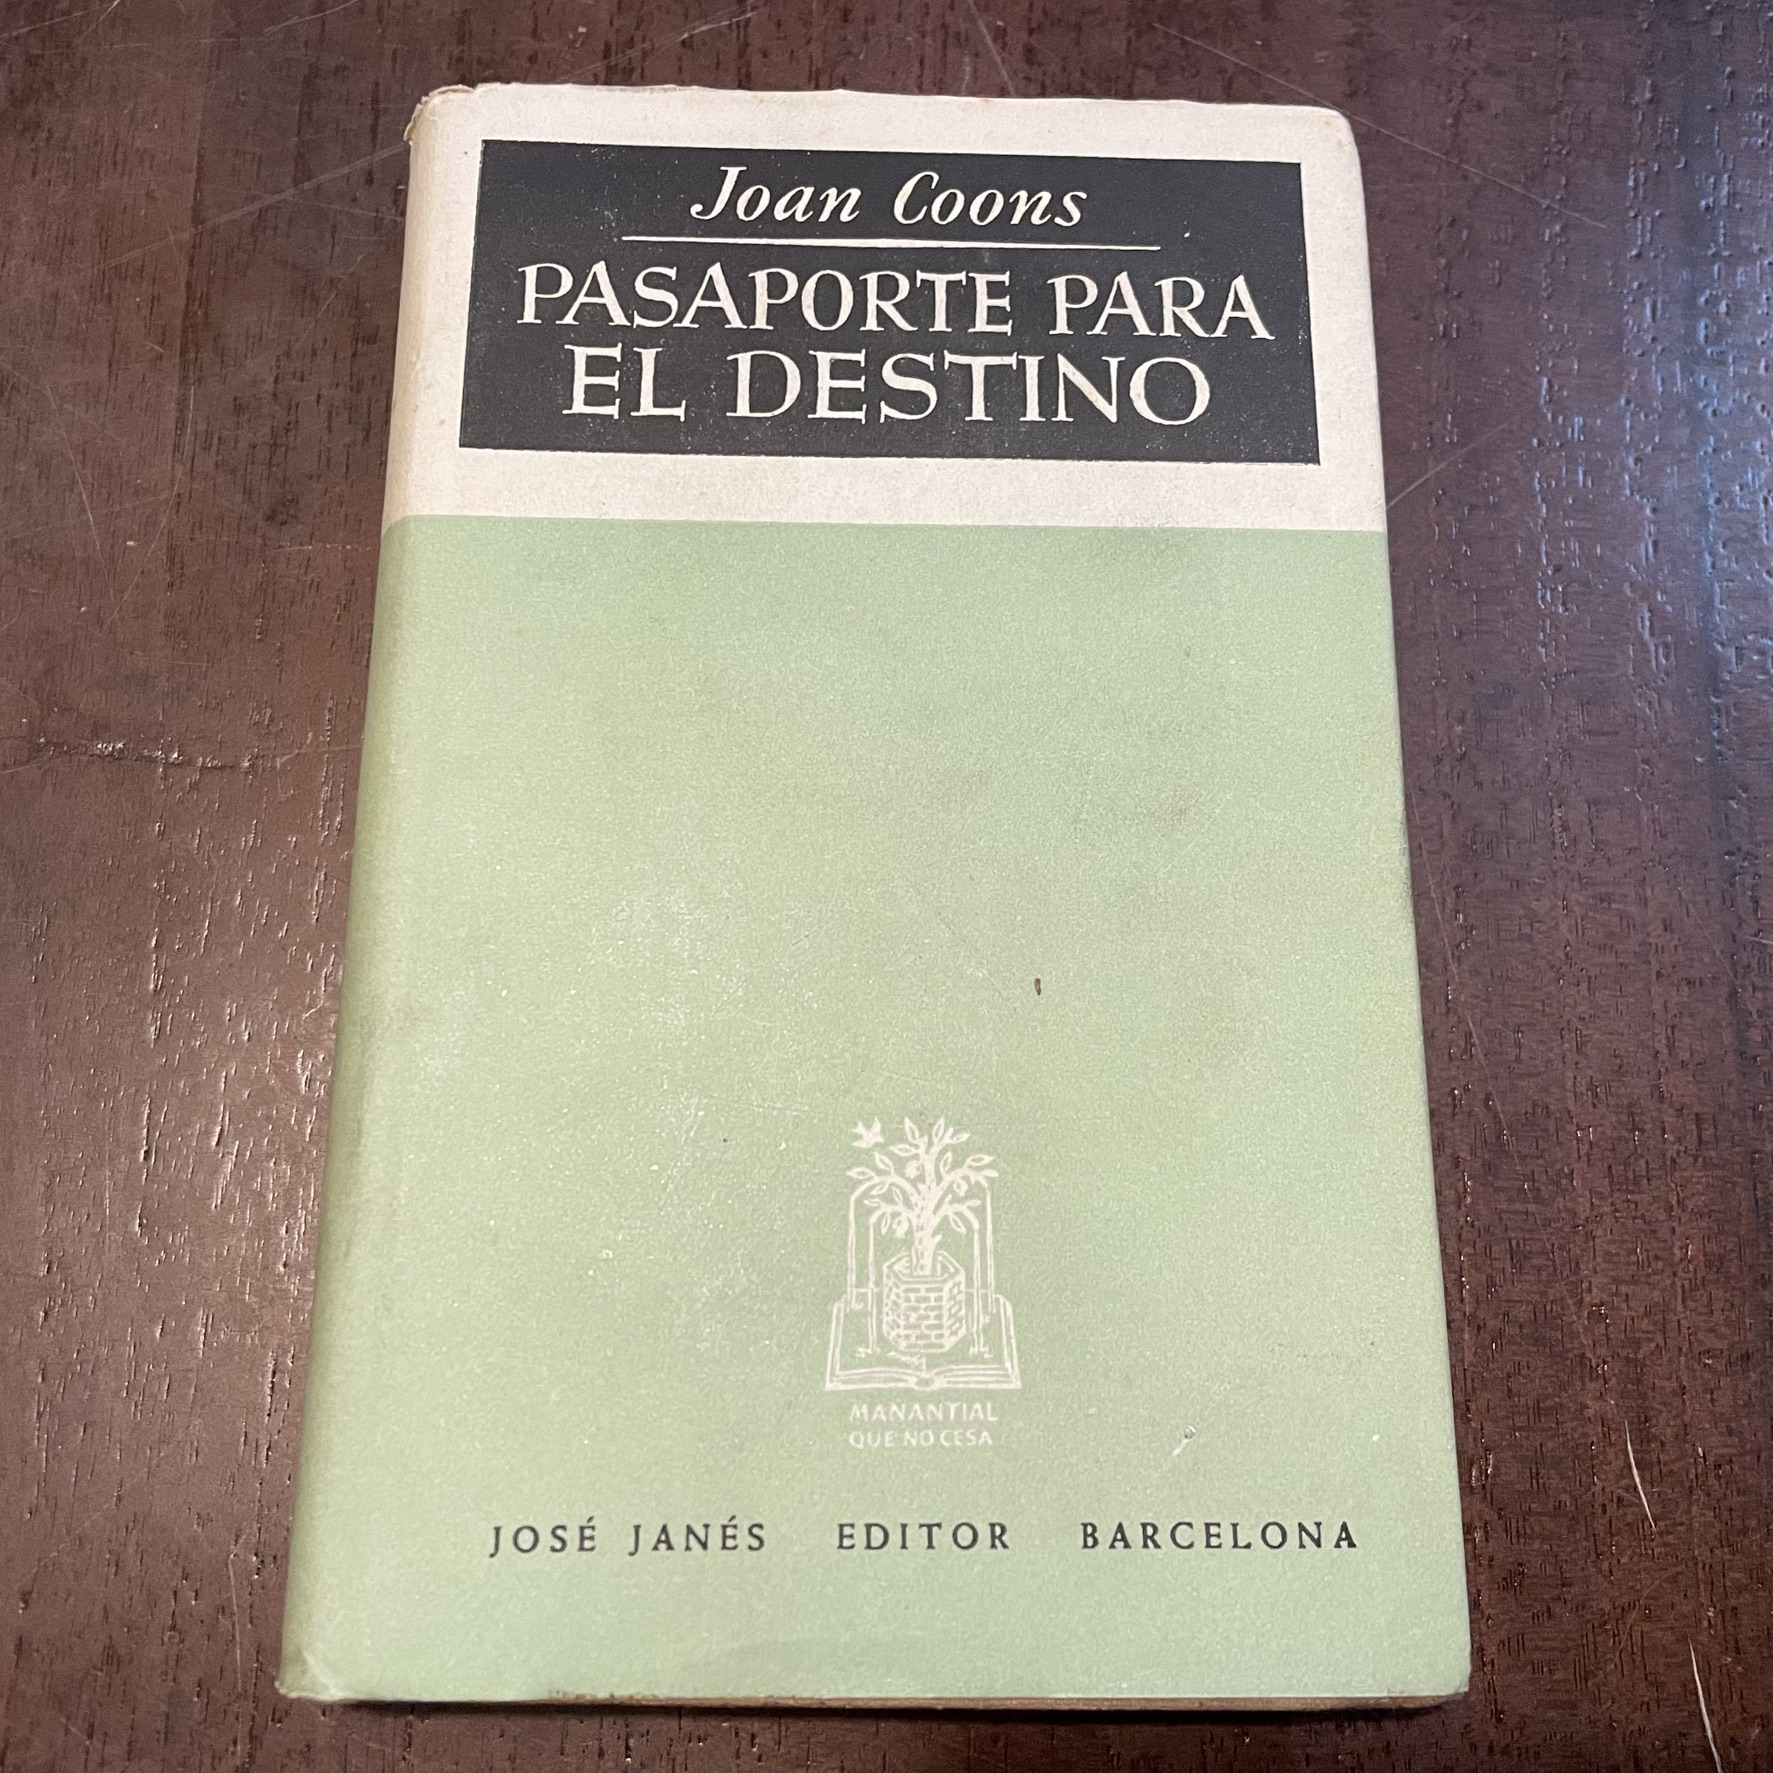 Joan Coons
PASAPORTE PARA
EL DESTINO
MANANTIAL
QUE NO CESA
JOSÉ JANÉS EDITOR BARCELONA